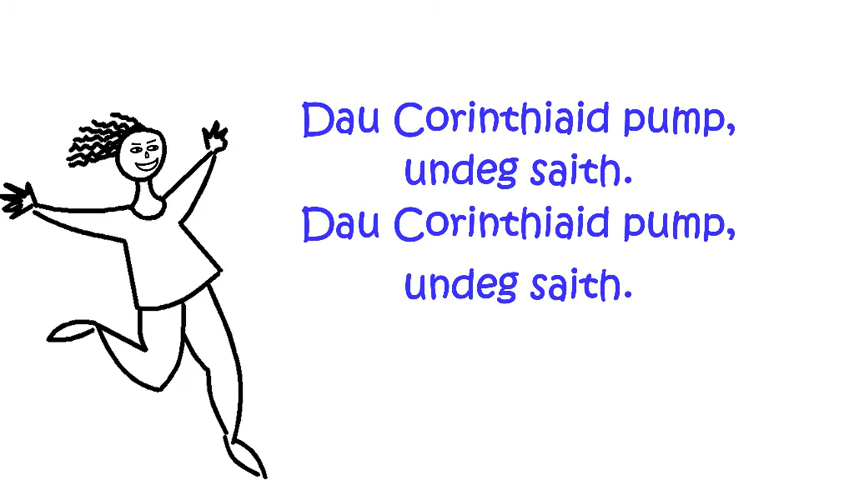 Dau Corinthiaid pump,
undeg saith.
Dau Corinthiaid pump,
undeg saith.